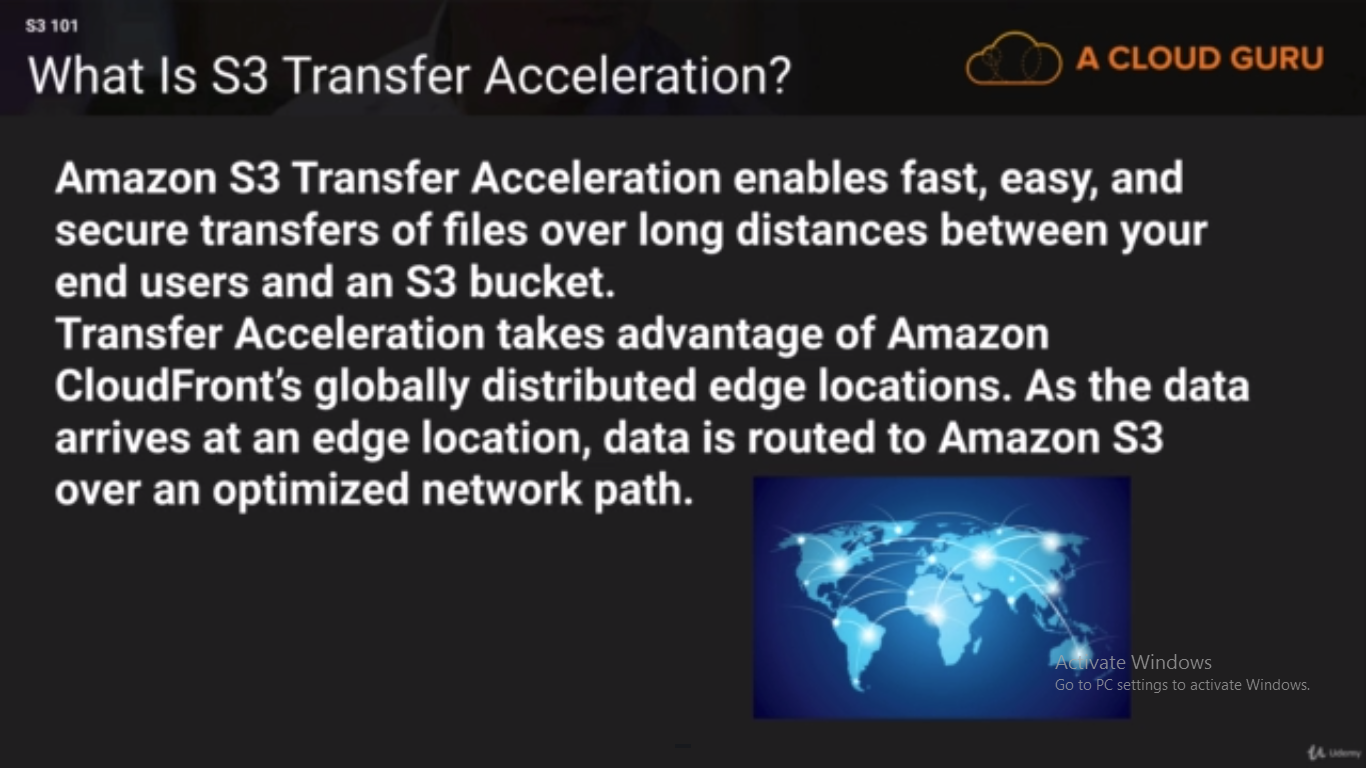 S3 101
What Is S3 Transfer Acceleration?
A CLOUD GURU
Amazon S3 Transfer Acceleration enables fast, easy, and
secure transfers of files over long distances between your
end users and an S3 bucket.
Transfer Acceleration takes advantage of Amazon
CloudFront’s globally distributed edge locations. As the data
arrives at an edge location, data is routed to Amazon S3
over an optimized network path.
Activate Windows
Go to PC settings to activate Windows.
Udemy